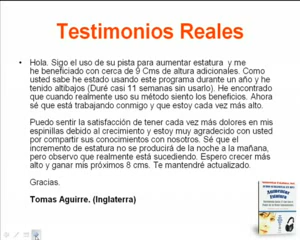 Testimonios Reales
• Hola. Sigo el uso de su pista para aumentar estatura y me
he beneficiado con cerca de 9 Cms de altura adicionales. Como
usted sabe he estado usando este programa durante un año y he
tenido altibajos (Duré casi 11 semanas sin usarlo). He encontrado
que cuando realmente uso su método siento los beneficios. Ahora
sé que está trabajando conmigo y que estoy cada vez más alto.
Puedo sentir la satisfacción de tener cada vez más dolores en mis
espinillas debido al crecimiento y estoy muy agradecido con usted
por compartir sus conocimientos con nosotros. Sé que el
incremento de estatura no se producirá de la noche a la mañana,
pero observo que realmente está sucediendo. Espero crecer más
alto y ganar mis próximos 8 cms. Te mantendré actualizado.
Gracias.
Tomas Aguirre. (Inglaterra)
Aumentar
Estatura